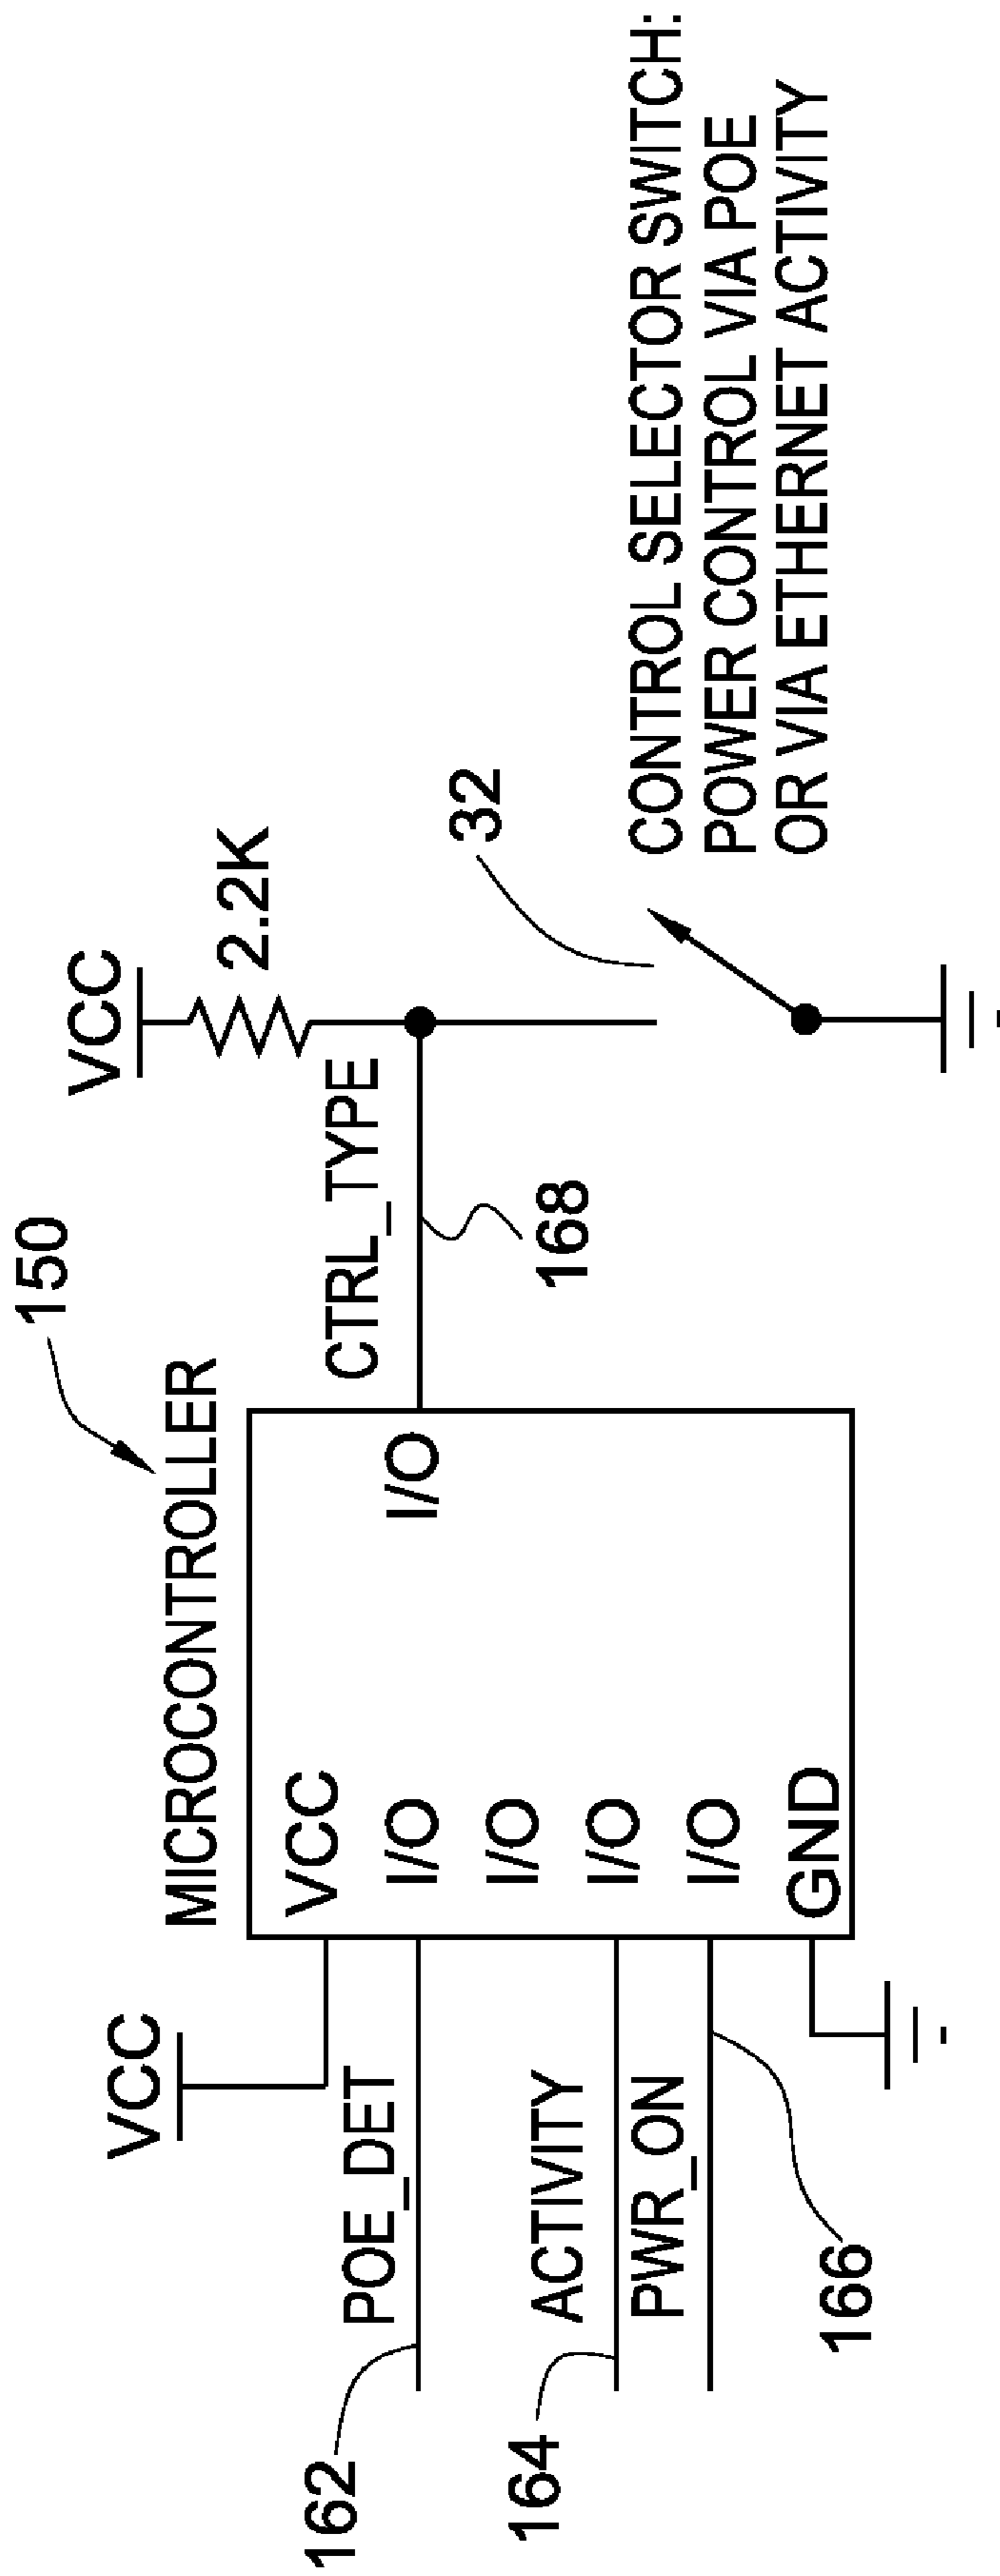 150
MICROCONTROLLER
VCC
VCC
2.2K
VCC
162
POE_DET
I/O
I/O
CTRL_TYPE
168
32
I/O
164
ACTIVITY
I/O
PWR_ON
I/O
166
GND
CONTROL SELECTOR SWITCH:
POWER CONTROL VIA POE
OR VIA ETHERNET ACTIVITY